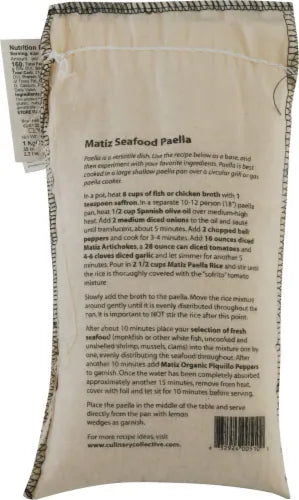 Nutrition
Serving
160
1 K
Matiz Seafood Paella
Paella is a versatile dish. Use the recipe below as a base, and
then experiment with your favorite ingredients. Paella is best
cooked in a large shallow paella pan over a circular grill or gas
paella cooker.
In a pot, heat 8 cups of fish or chicken broth with 1
teaspoon saffron. In a separate 10-12 person (18") paella
pan, heat 1/2 cup Spanish olive oil over medium-high
heat. Add 2 medium diced onions to the oil and saute
until translucent, about 5 minutes. Add 2 chopped bell
peppers and cook for 3-4 minutes. Add 16 ounces diced
Matiz Artichokes, a 28 ounce can diced tomatoes and
4-6 cloves diced garlic and let simmer for another 5
minutes. Pour in 2 1/2 cups Matiz Paella Rice and stir until
the rice is thoroughly covered with the "sofrito" tomato
mixture.
Slowly add the broth to the paella. Move the rice mixture
around gently until it is evenly distributed throughout the
pan. It is important to NOT stir the rice after this point.
After about 10 minutes place your selection of fresh
seafood (monkfish or other white fish, uncooked and
unshelled shrimp, mussels, clams) into the mixture one by
one, evenly distributing the seafood throughout. After
another 10 minutes add Matiz Organic Piquillo Peppers
to garnish. Once the water has been completely absorbed,
approximately another 15 minutes, remove from heat,
cover with foil and let sit for 10 minutes before serving.
Place the paella in the middle of the table and serve
directly from the pan with lemon
wedges as garnish.
For more recipe ideas, visit
www.culinarycollective.com